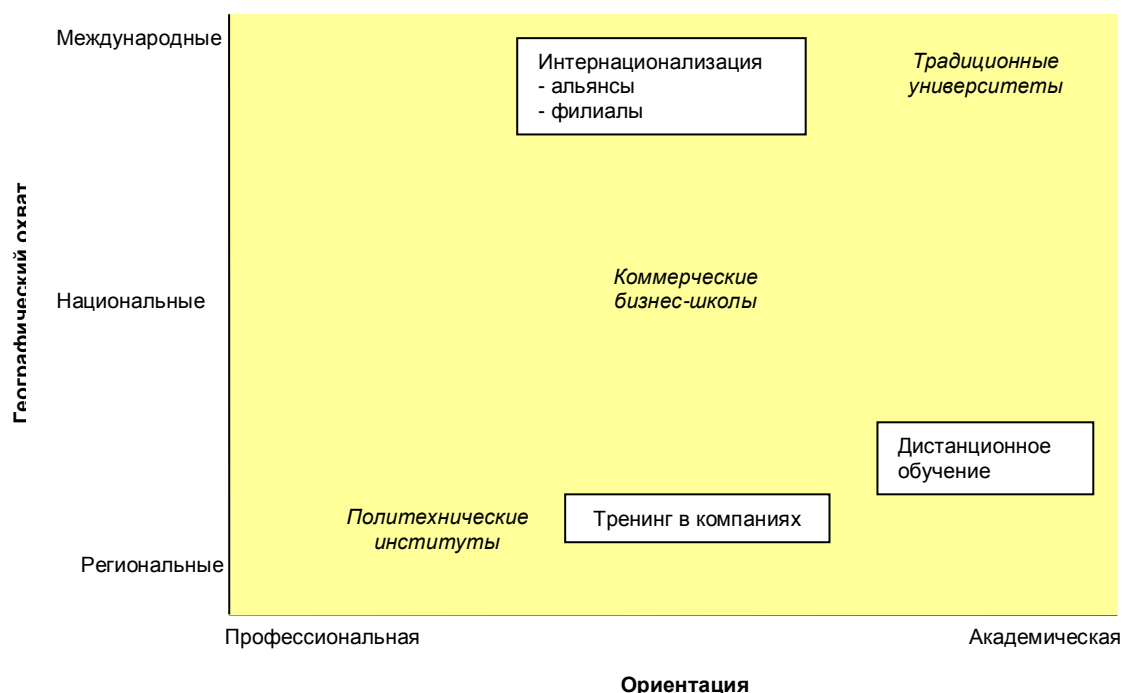 Международные
Интернационализация
- альянсы
- филиалы
Традиционные
университеты
Географический охват
Национальные
Коммерческие
бизнес-школы
Дистанционное
обучение
Политехнические
институты
Тренинг в компаниях
Региональные
Профессиональная
Академическая
Ориентация